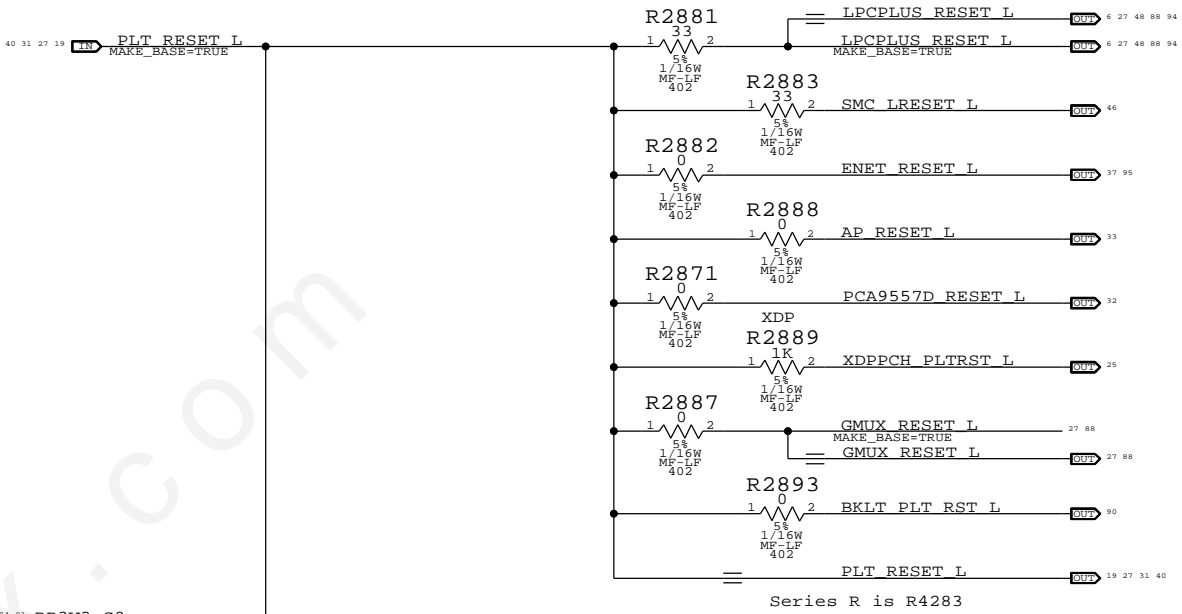 R2881
33
1 2
5%
1/16W
MF-LF
402
LPCPLUS_RESET_L
OUT 6 27 48 88 94
40 31 27 19 IN PLT_RESET_L
MAKE_BASE=TRUE
LPCPLUS_RESET_L
MAKE_BASE=TRUE
OUT 6 27 48 88 94
R2883
33
1 2
5%
1/16W
MF-LF
402
SMC_LRESET_L
OUT 46
R2882
0
1 2
5%
1/16W
MF-LF
402
ENET_RESET_L
OUT 37 95
R2888
0
1 2
5%
1/16W
MF-LF
402
AP_RESET_L
OUT 33
R2871
0
1 2
5%
1/16W
MF-LF
402
PCA9557D_RESET_L
OUT 32
XDP
R2889
1K
1 2
5%
1/16W
MF-LF
402
XDPPCH_PLTRST_L
OUT 25
R2887
0
1 2
5%
1/16W
MF-LF
402
GMUX_RESET_L
MAKE_BASE=TRUE
27 88
GMUX_RESET_L
OUT 27 88
R2893
0
1 2
5%
1/16W
MF-LF
402
BKLT_PLT_RST_L
OUT 90
PLT_RESET_L
OUT 19 27 31 40
Series R is R4283
.com